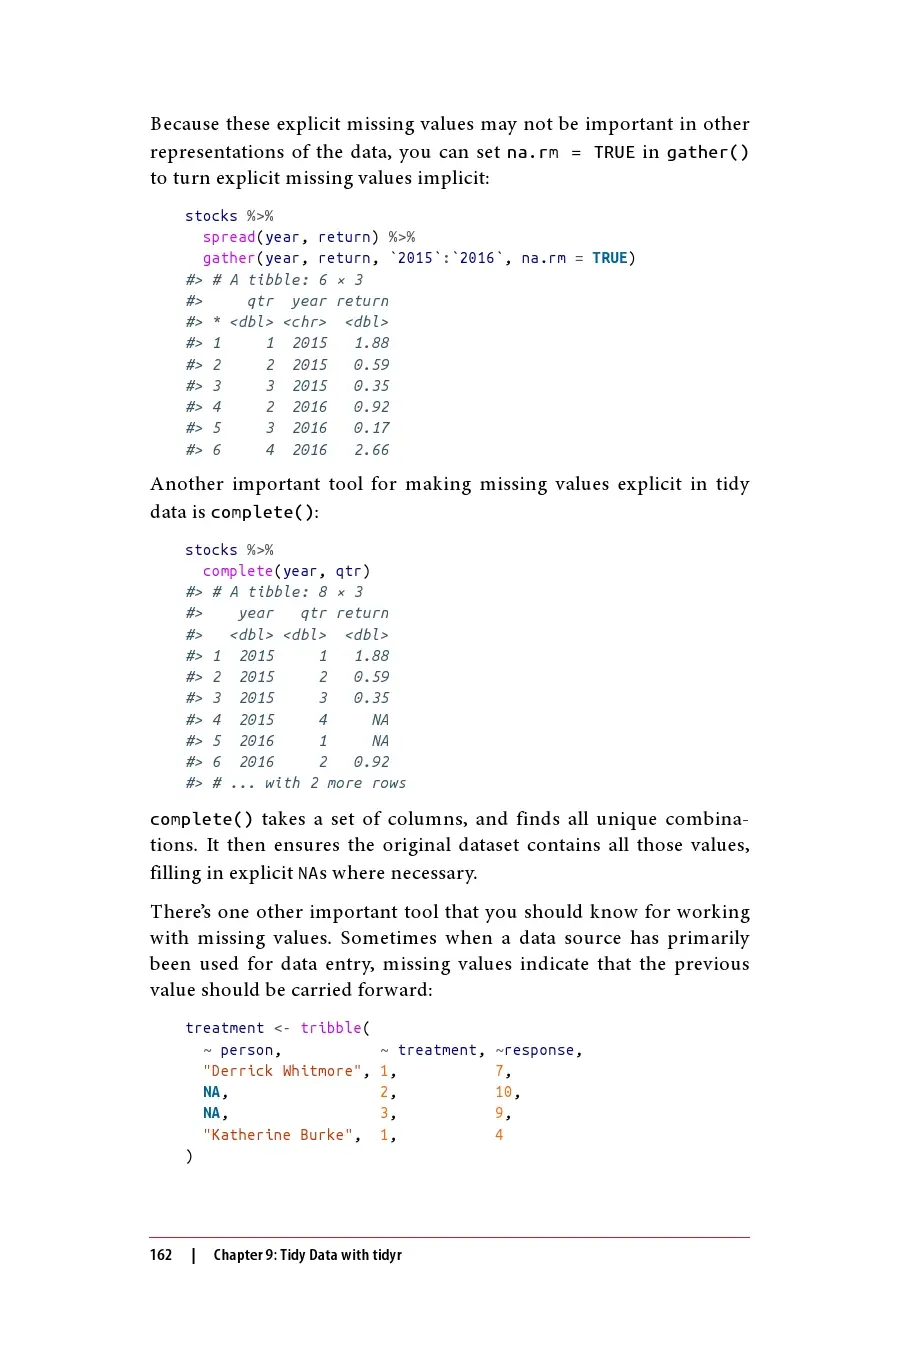 Because these explicit missing values may not be important in other
representations of the data, you can set na.rm = TRUE in gather()
to turn explicit missing values implicit:
stocks %>%
  spread(year, return) %>%
  gather(year, return, `2015`:`2016`, na.rm = TRUE)
#> # A tibble: 6 × 3
#>     qtr  year return
#> * <dbl> <chr>  <dbl>
#> 1     1  2015   1.88
#> 2     2  2015   0.59
#> 3     3  2015   0.35
#> 4     2  2016   0.92
#> 5     3  2016   0.17
#> 6     4  2016   2.66
Another important tool for making missing values explicit in tidy
data is complete():
stocks %>%
  complete(year, qtr)
#> # A tibble: 8 × 3
#>    year   qtr return
#>   <dbl> <dbl>  <dbl>
#> 1  2015     1   1.88
#> 2  2015     2   0.59
#> 3  2015     3   0.35
#> 4  2015     4     NA
#> 5  2016     1     NA
#> 6  2016     2   0.92
#> # ... with 2 more rows
complete() takes a set of columns, and finds all unique combina-
tions. It then ensures the original dataset contains all those values,
filling in explicit NAs where necessary.
There’s one other important tool that you should know for working
with missing values. Sometimes when a data source has primarily
been used for data entry, missing values indicate that the previous
value should be carried forward:
treatment <- tribble(
  ~ person,           ~ treatment, ~response,
  "Derrick Whitmore", 1,           7,
  NA,                 2,           10,
  NA,                 3,           9,
  "Katherine Burke",  1,           4
)
162 | Chapter 9: Tidy Data with tidyr